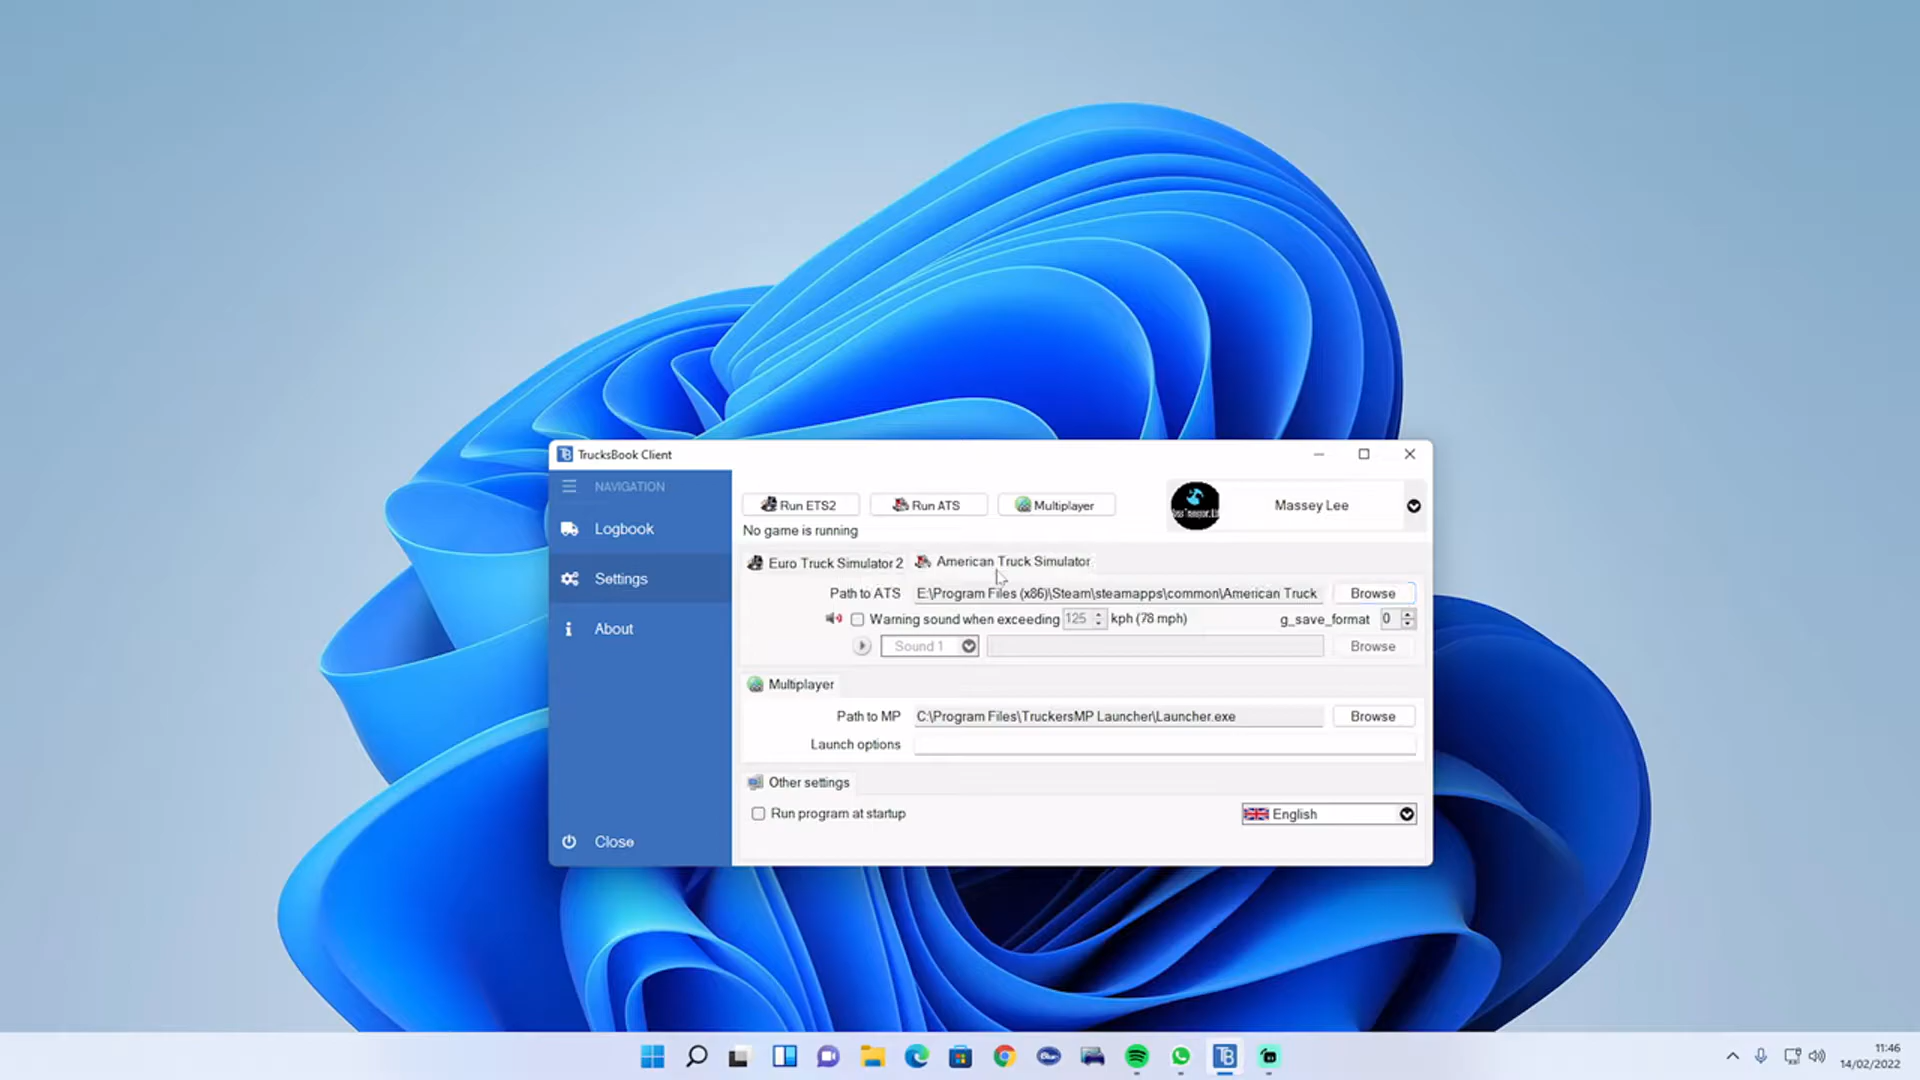 TrucksBook Client
NAVIGATION
Logbook
Settings
About
Close
Run ETS2
Run ATS
Multiplayer
Massey Lee
No game is running
Euro Truck Simulator 2
American Truck Simulator
Path to ATS
E:\Program Files (x86)\Steam\steamapps\common\American Truck
Browse
Warning sound when exceeding 125 kph (78 mph)
g_save_format 0
Sound 1
Browse
Multiplayer
Path to MP
C:\Program Files\TruckersMP Launcher\Launcher.exe
Browse
Launch options
Other settings
Run program at startup
English
11:46
14/02/2022